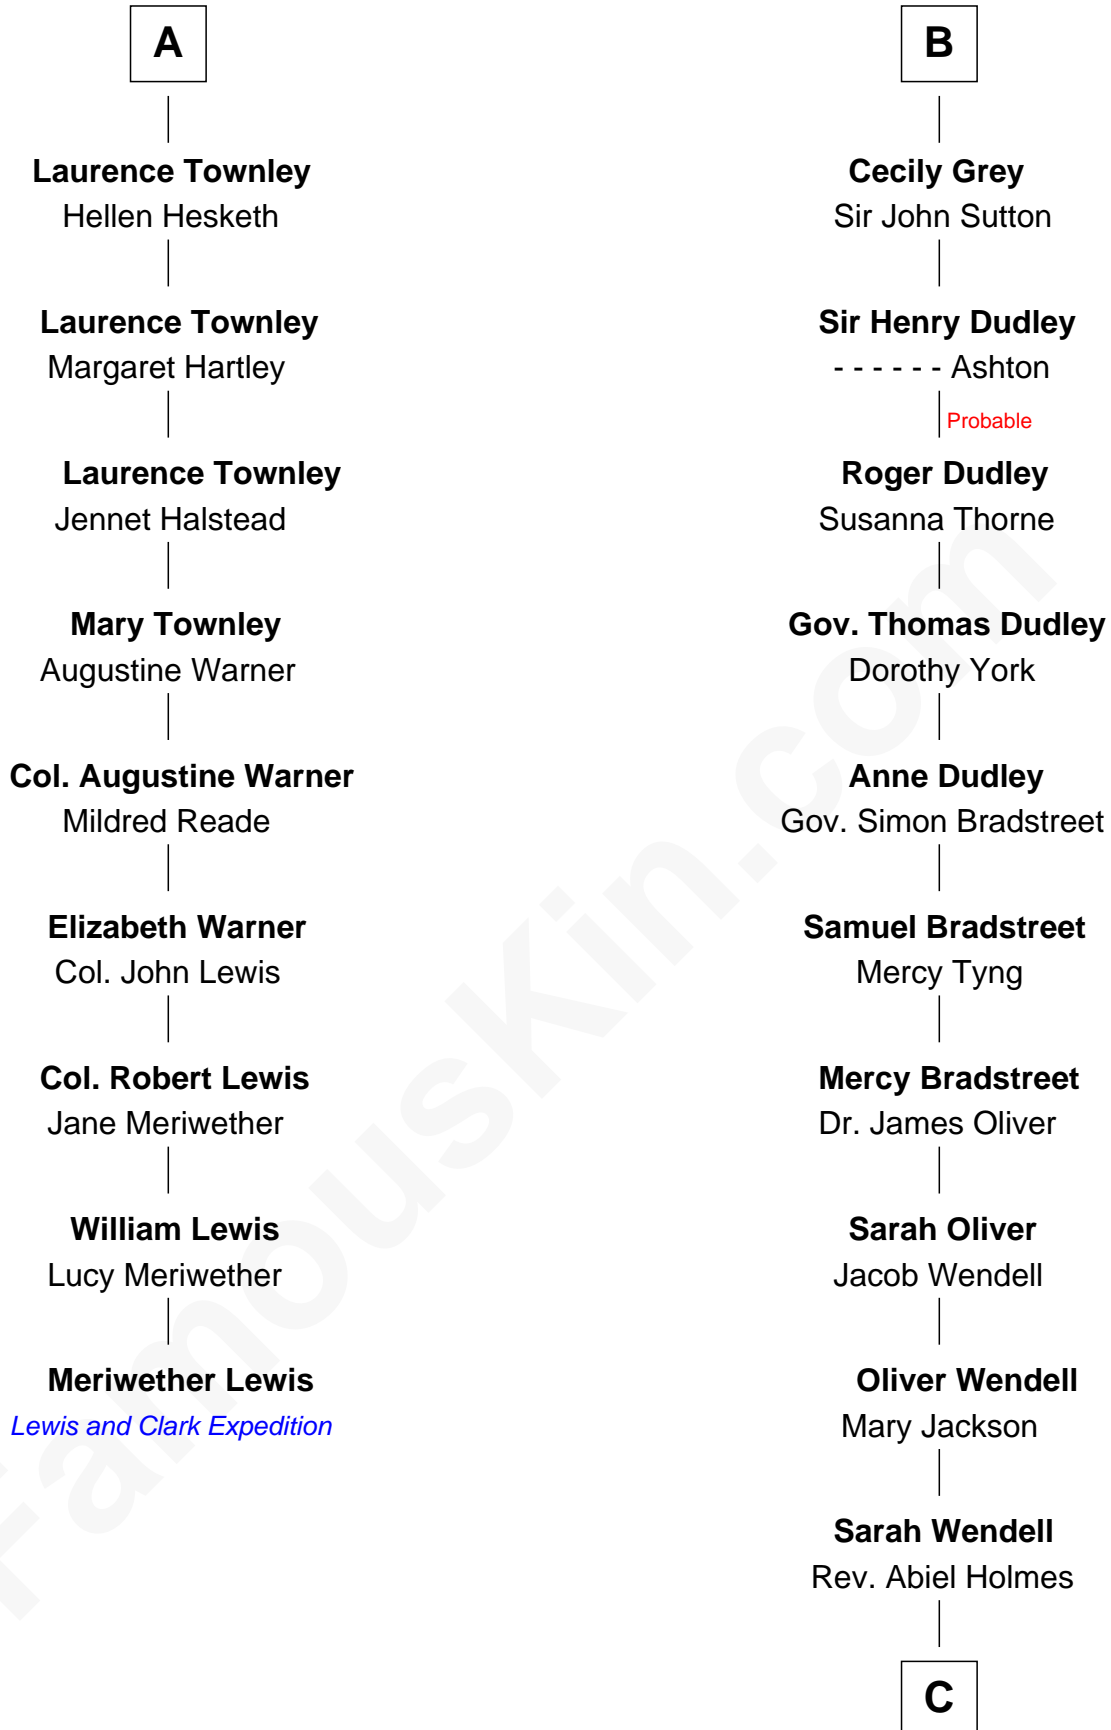 A
Laurence Townley
Hellen Hesketh
Laurence Townley
Margaret Hartley
Laurence Townley
Jennet Halstead
Mary Townley
Augustine Warner
Col. Augustine Warner
Mildred Reade
Elizabeth Warner
Col. John Lewis
Col. Robert Lewis
Jane Meriwether
William Lewis
Lucy Meriwether
Meriwether Lewis
Lewis and Clark Expedition
B
Cecily Grey
Sir John Sutton
Sir Henry Dudley
- - - - - - Ashton
Probable
Roger Dudley
Susanna Thorne
Gov. Thomas Dudley
Dorothy York
Anne Dudley
Gov. Simon Bradstreet
Samuel Bradstreet
Mercy Tyng
Mercy Bradstreet
Dr. James Oliver
Sarah Oliver
Jacob Wendell
Oliver Wendell
Mary Jackson
Sarah Wendell
Rev. Abiel Holmes
C
FamousKin.com